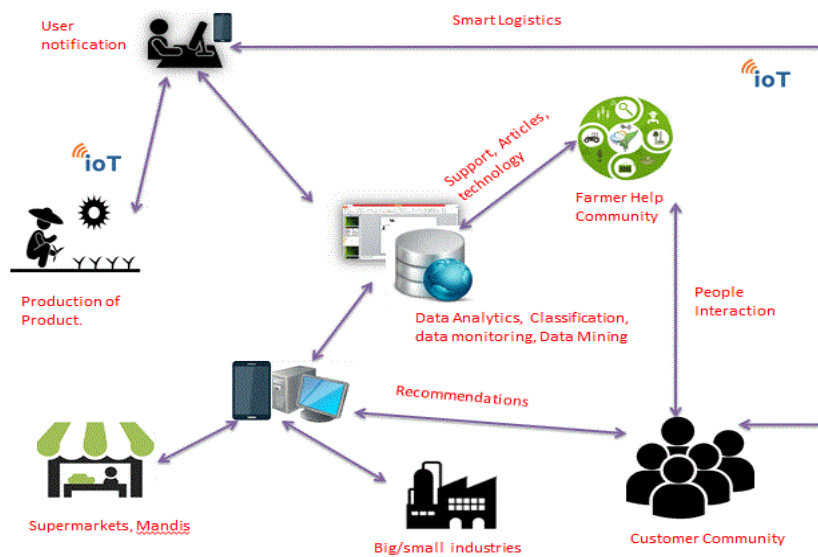 User
notification
Smart Logistics
ioT
ioT
Support, Articles,
technology
Farmer Help
Community
Production of
Product.
People
Interaction
Data Analytics, Classification,
data monitoring, Data Mining
Recommendations
Supermarkets, Mandis
Big/small industries
Customer Community